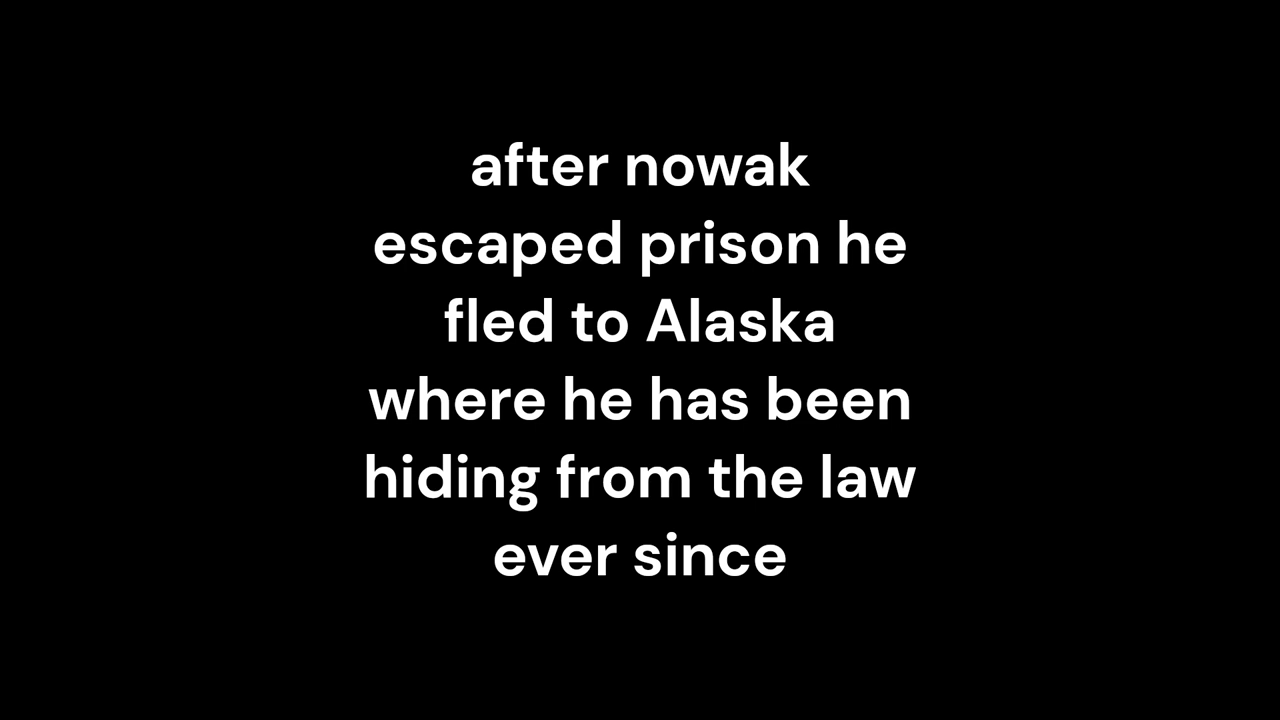 after nowak
escaped prison he
fled to Alaska
where he has been
hiding from the law
ever since